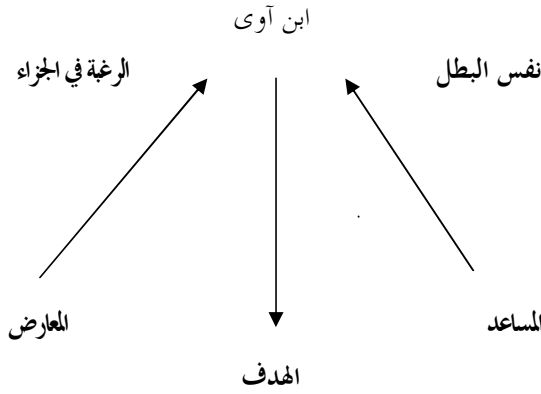 ابن آوى
نفس البطل
الرغبة في الجزاء
المساعد
المعارض
الهدف